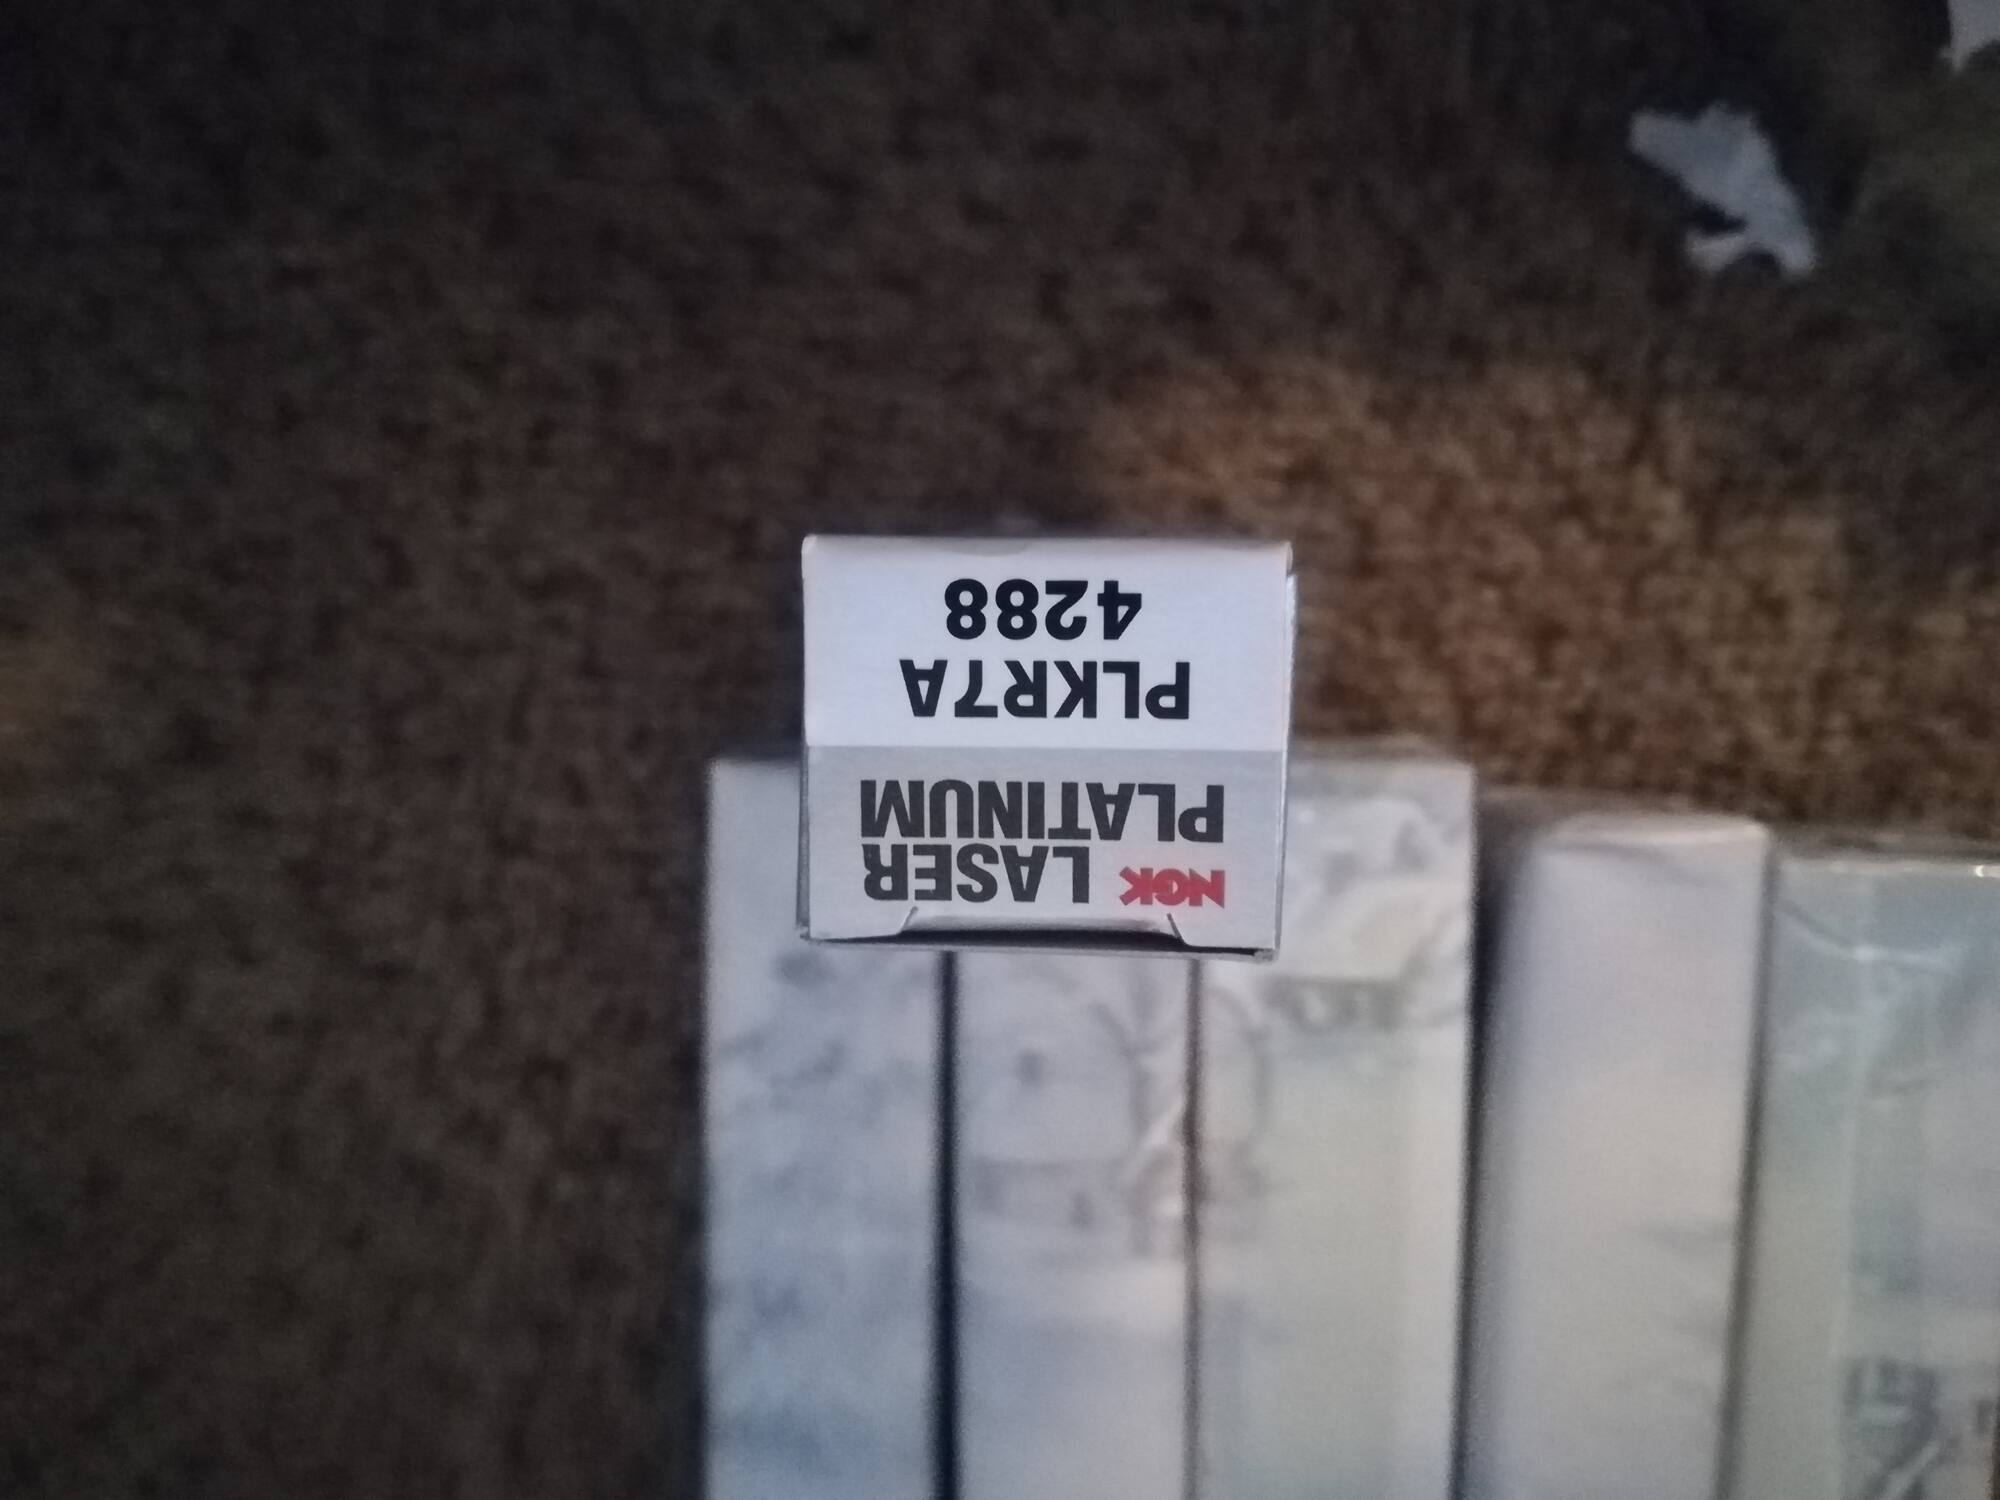 NGK LASER
PLATINUM
PLKR7A
4288